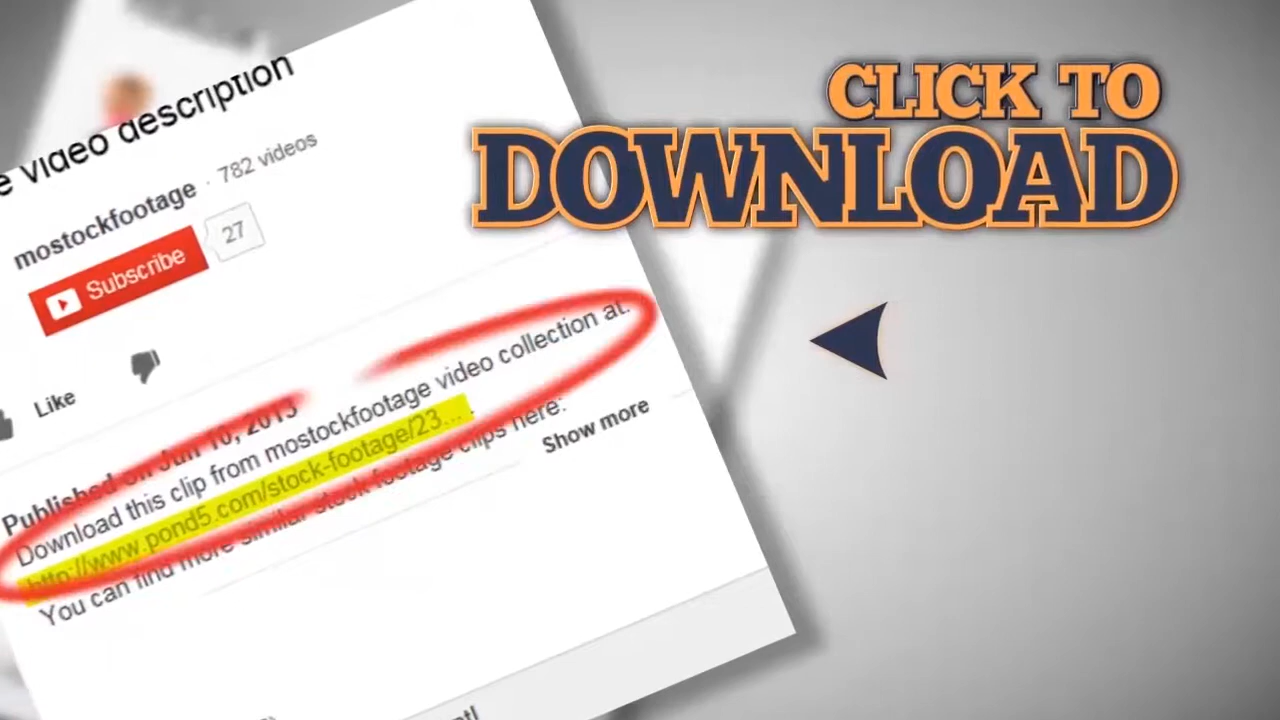 CLICK TO
DOWNLOAD
e video description
mostockfootage · 782 videos
Subscribe 27
Like
Published on Jun 10, 2013
Download this clip from mostockfootage video collection at:
http://www.pond5.com/stock-footage/23... .
You can find more similar stock footage clips here:
Show more